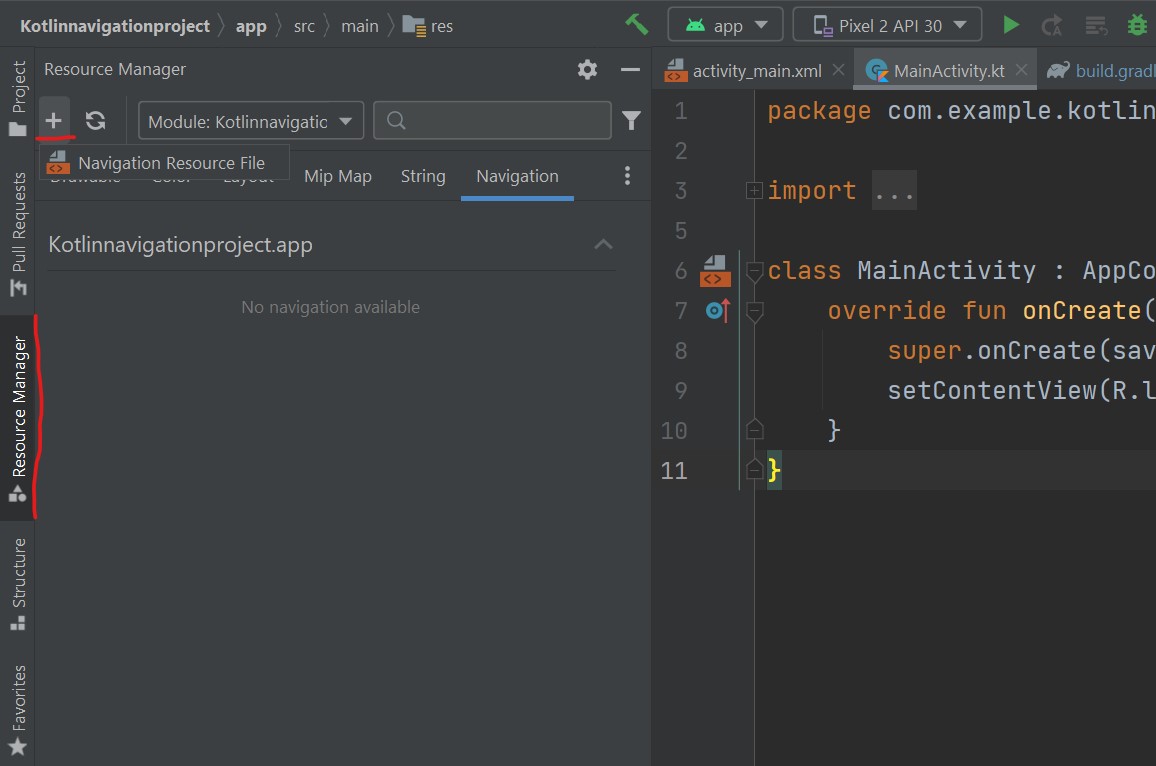 Kotlinnavigationproject app src main res
app Pixel 2 API 30
Resource Manager
Module: Kotlinnavigatic
Navigation Resource File
Drawable Color Layout Mip Map String Navigation
Kotlinnavigationproject.app
No navigation available
Project
Pull Requests
Resource Manager
Structure
Favorites
activity_main.xml MainActivity.kt build.gradl
1 package com.example.kotlin
2
3 import ...
5
6 class MainActivity : AppCo
7 override fun onCreate(
8 super.onCreate(sav
9 setContentView(R.l
10 }
11 }